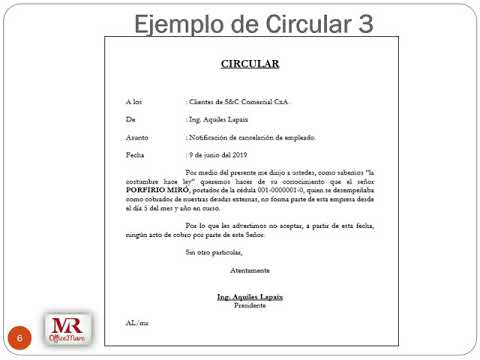 Ejemplo de Circular 3
CIRCULAR
A los : Clientes de S&C Comercial CxA.
De : Ing. Aquiles Lapaix
Asunto : Notificación de cancelación de empleado.
Fecha : 9 de junio del 2019
Por medio del presente me dirijo a ustedes, como sabemos “la
costumbre hace ley” queremos hacer de su conocimiento que el señor
PORFIRIO MIRÓ, portador de la cédula 001-0000001-0, quien se desempeñaba
como cobrador de nuestras deudas externas, no forma parte de esta empresa desde
el día 5 del mes y año en curso.
Por lo que les advertimos no aceptar, a partir de esta fecha,
ningún acto de cobro por parte de este Señor.
Sin otro particular,
Atentamente
Ing. Aquiles Lapaix
Presidente
AL/mr
6
MR
OfficeMarc